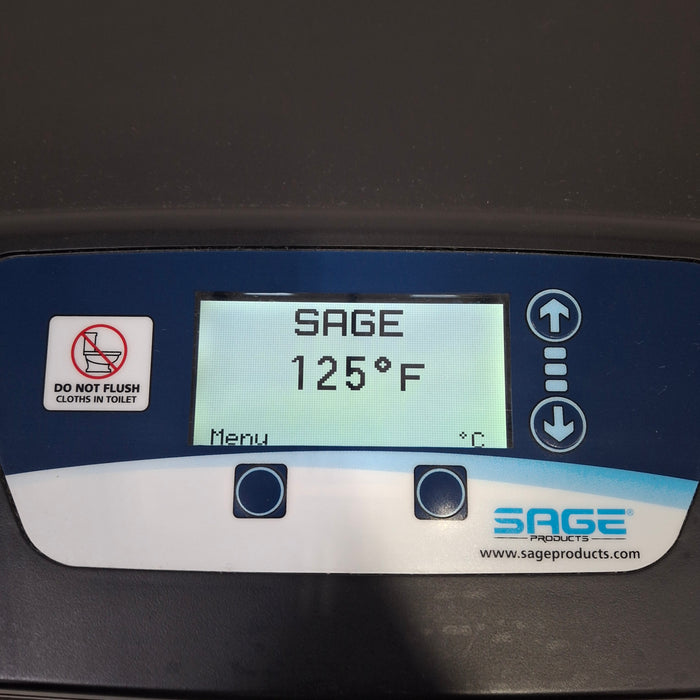 SAGE
125°F
Menu °C
DO NOT FLUSH
CLOTHS IN TOILET
SAGE®
PRODUCTS
www.sageproducts.com